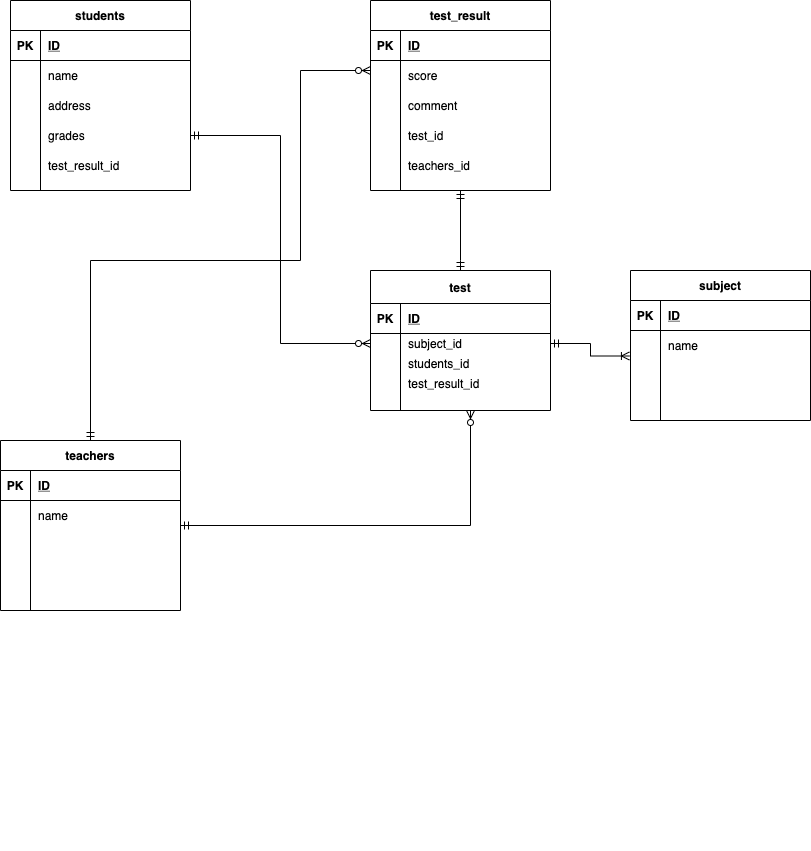 students
PK ID
name
address
grades
test_result_id
test_result
PK ID
score
comment
test_id
teachers_id
test
PK ID
subject_id
students_id
test_result_id
subject
PK ID
name
teachers
PK ID
name